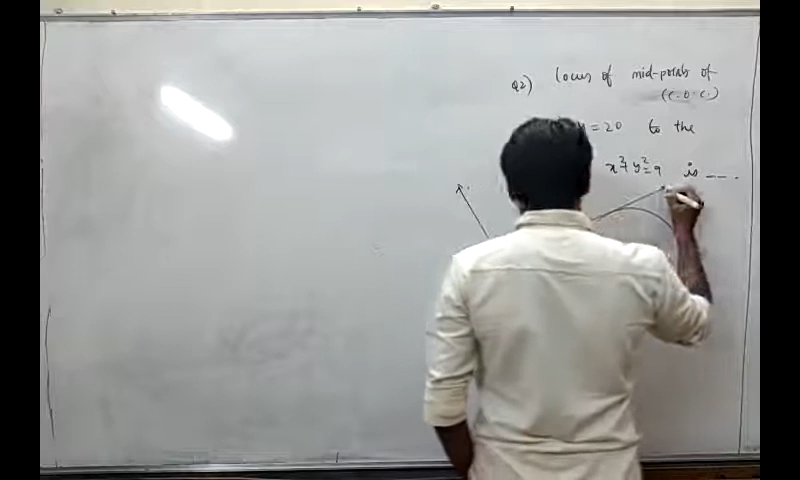 Q2) locus of mid-points of
(C.O.C.)
y = 20 to the
x²+y²=9 is ---.